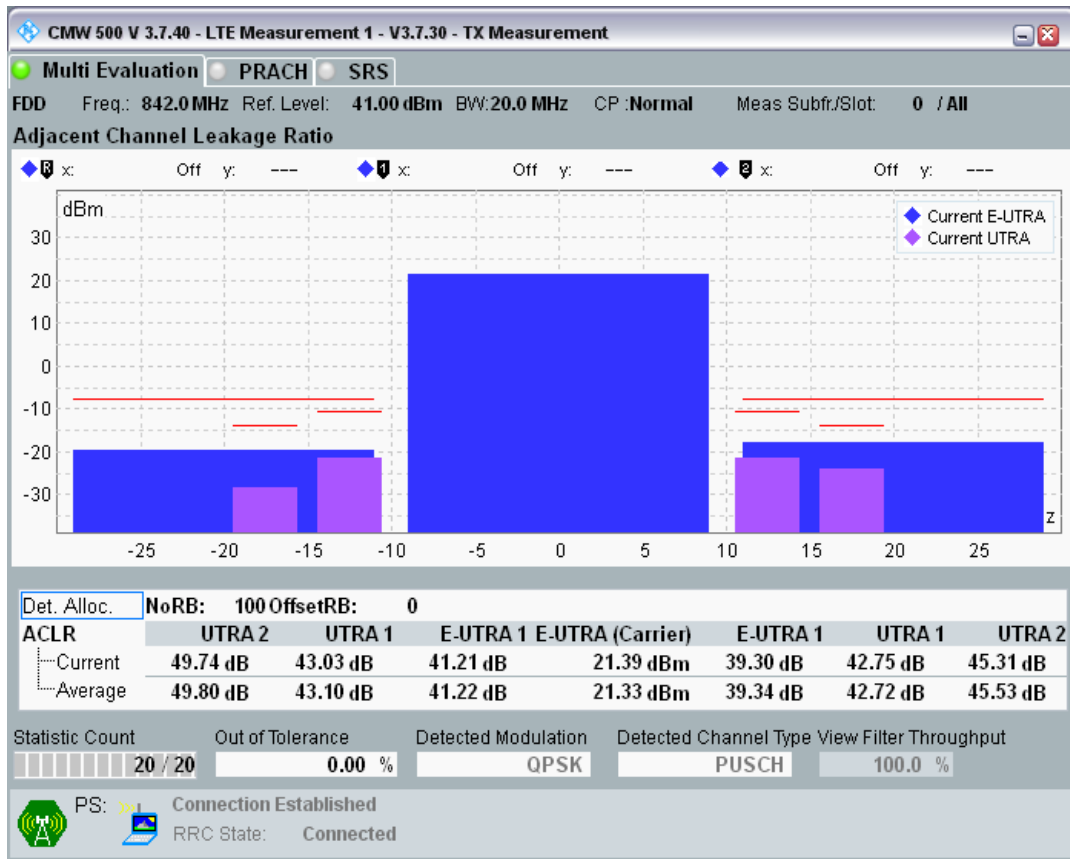 CMW 500 V 3.7.40 - LTE Measurement 1 - V3.7.30 - TX Measurement
Multi Evaluation PRACH SRS
FDD Freq.: 842.0 MHz Ref. Level: 41.00 dBm BW: 20.0 MHz CP :Normal Meas Subfr./Slot: 0 / All
Adjacent Channel Leakage Ratio
R x: Off y: --- 1 x: Off y: --- 2 x: Off y: ---
dBm
Current E-UTRA
Current UTRA
30
20
10
0
-10
-20
-30
z
-25 -20 -15 -10 -5 0 5 10 15 20 25
Det. Alloc. NoRB: 100 OffsetRB: 0
ACLR UTRA 2 UTRA 1 E-UTRA 1 E-UTRA (Carrier) E-UTRA 1 UTRA 1 UTRA 2
Current 49.74 dB 43.03 dB 41.21 dB 21.39 dBm 39.30 dB 42.75 dB 45.31 dB
Average 49.80 dB 43.10 dB 41.22 dB 21.33 dBm 39.34 dB 42.72 dB 45.53 dB
Statistic Count Out of Tolerance Detected Modulation Detected Channel Type View Filter Throughput
20 / 20 0.00 % QPSK PUSCH 100.0 %
PS: Connection Established
RRC State: Connected